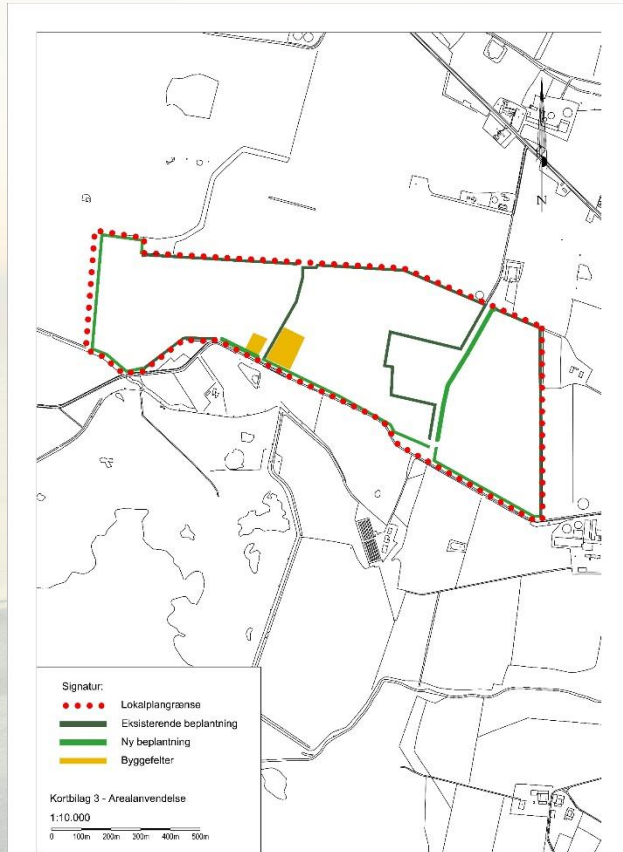 N
Signatur:
Lokalplangrænse
Eksisterende beplantning
Ny beplantning
Byggefelter
Kortbilag 3 - Arealanvendelse
1:10.000
0 100m 200m 300m 400m 500m